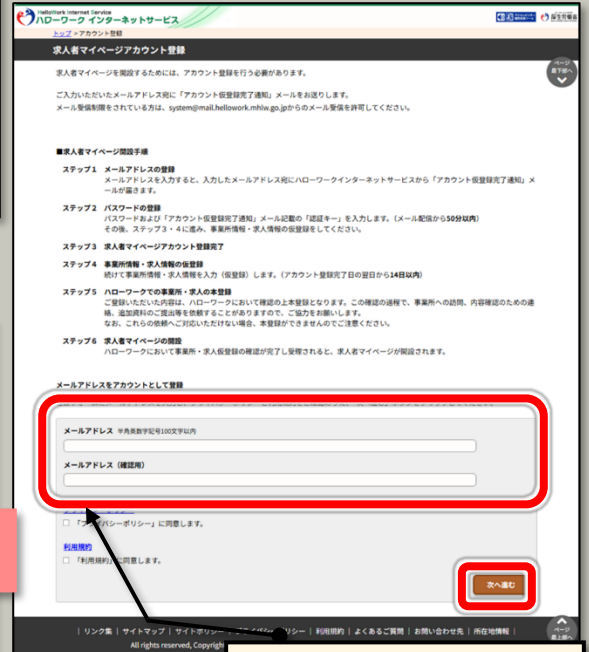 HelloWork Internet Service
ハローワーク インターネットサービス
厚生労働省
トップ > アカウント登録
求人者マイページアカウント登録
ページ
最下部へ
求人者マイページを開設するためには、アカウント登録を行う必要があります。
ご入力いただいたメールアドレス宛に「アカウント仮登録完了通知」メールをお送りします。
メール受信制限をされている方は、system@mail.hellowork.mhlw.go.jpからのメール受信を許可してください。
■求人者マイページ開設手順
ステップ1 メールアドレスの登録
メールアドレスを入力すると、入力したメールアドレス宛にハローワークインターネットサービスから「アカウント仮登録完了通知」メ
ールが届きます。
ステップ2 パスワードの登録
パスワードおよび「アカウント仮登録完了通知」メール記載の「認証キー」を入力します。（メール配信から50分以内）
その後、ステップ3・4に進み、事業所情報・求人情報の仮登録をしてください。
ステップ3 求人者マイページアカウント登録完了
ステップ4 事業所情報・求人情報の仮登録
続けて事業所情報・求人情報を入力（仮登録）します。（アカウント登録完了日の翌日から14日以内）
ステップ5 ハローワークでの事業所・求人の本登録
ご登録いただいた内容は、ハローワークにおいて確認の上本登録となります。この確認の過程で、事業所への訪問、内容確認のための連
絡、追加資料のご提出等を依頼することがありますので、ご協力をお願いします。
なお、これらの依頼へご対応いただけない場合、本登録ができませんのでご注意ください。
ステップ6 求人者マイページの開設
ハローワークにおいて事業所・求人仮登録の確認が完了し受理されると、求人者マイページが開設されます。
メールアドレスをアカウントとして登録
メールアドレス 半角英数字記号100文字以内
メールアドレス（確認用）
「プライバシーポリシー」に同意します。
利用規約
「利用規約」に同意します。
次へ進む
| リンク集 | サイトマップ | サイトポリシー | プライバシーポリシー | 利用規約 | よくあるご質問 | お問い合わせ先 | 所在地情報 |
ページ
最上部へ
All rights reserved, Copyright